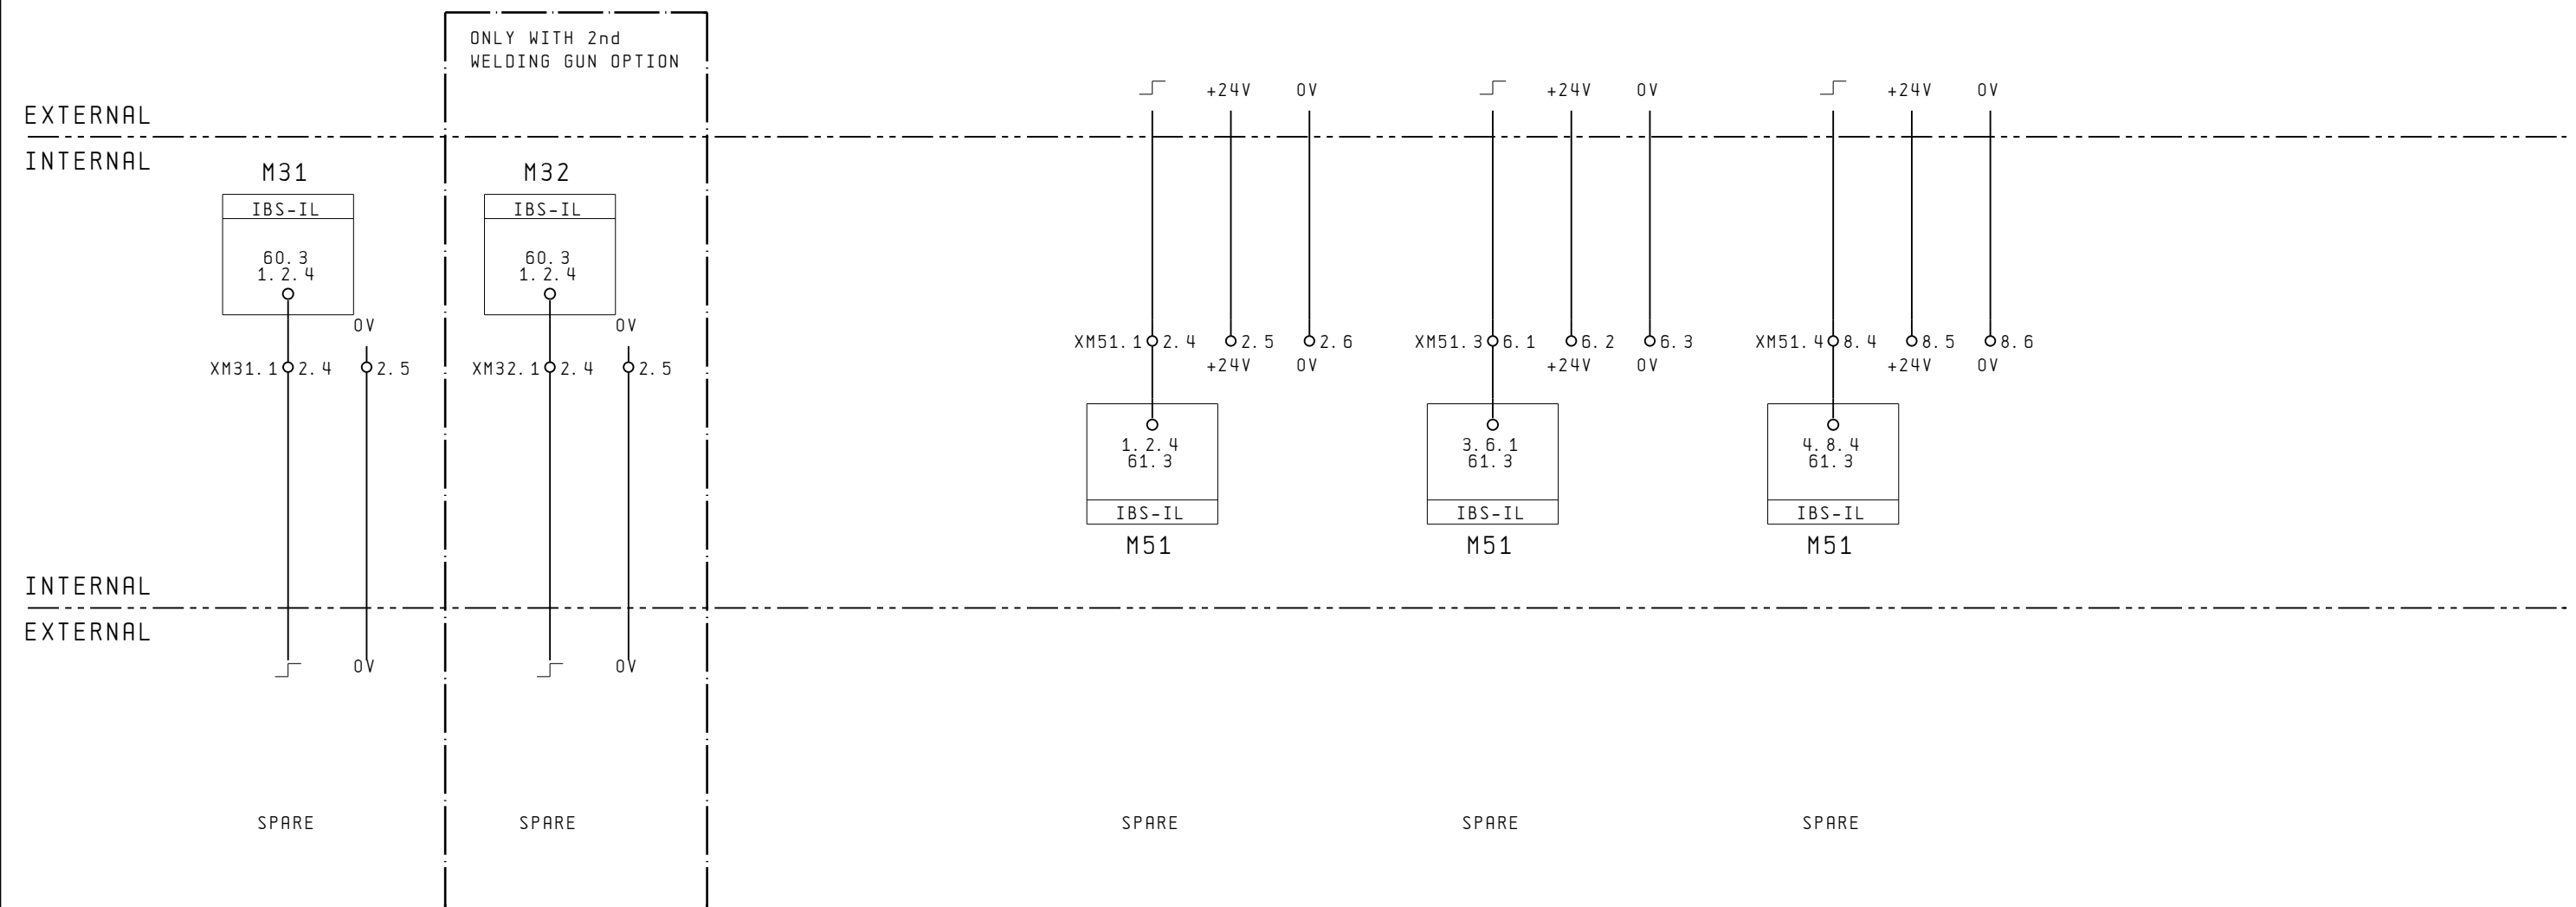 ONLY WITH 2nd
WELDING GUN OPTION
+24V 0V +24V 0V +24V 0V
EXTERNAL
INTERNAL
M31 M32
IBS-IL IBS-IL
60.3 60.3
1.2.4 1.2.4
0V 0V
XM51.1 2.4 2.5 2.6 XM51.3 6.1 6.2 6.3 XM51.4 8.4 8.5 8.6
+24V 0V +24V 0V +24V 0V
XM31.1 2.4 2.5 XM32.1 2.4 2.5
1.2.4 3.6.1 4.8.4
61.3 61.3 61.3
IBS-IL IBS-IL IBS-IL
M51 M51 M51
INTERNAL
EXTERNAL
0V 0V
SPARE SPARE SPARE SPARE SPARE